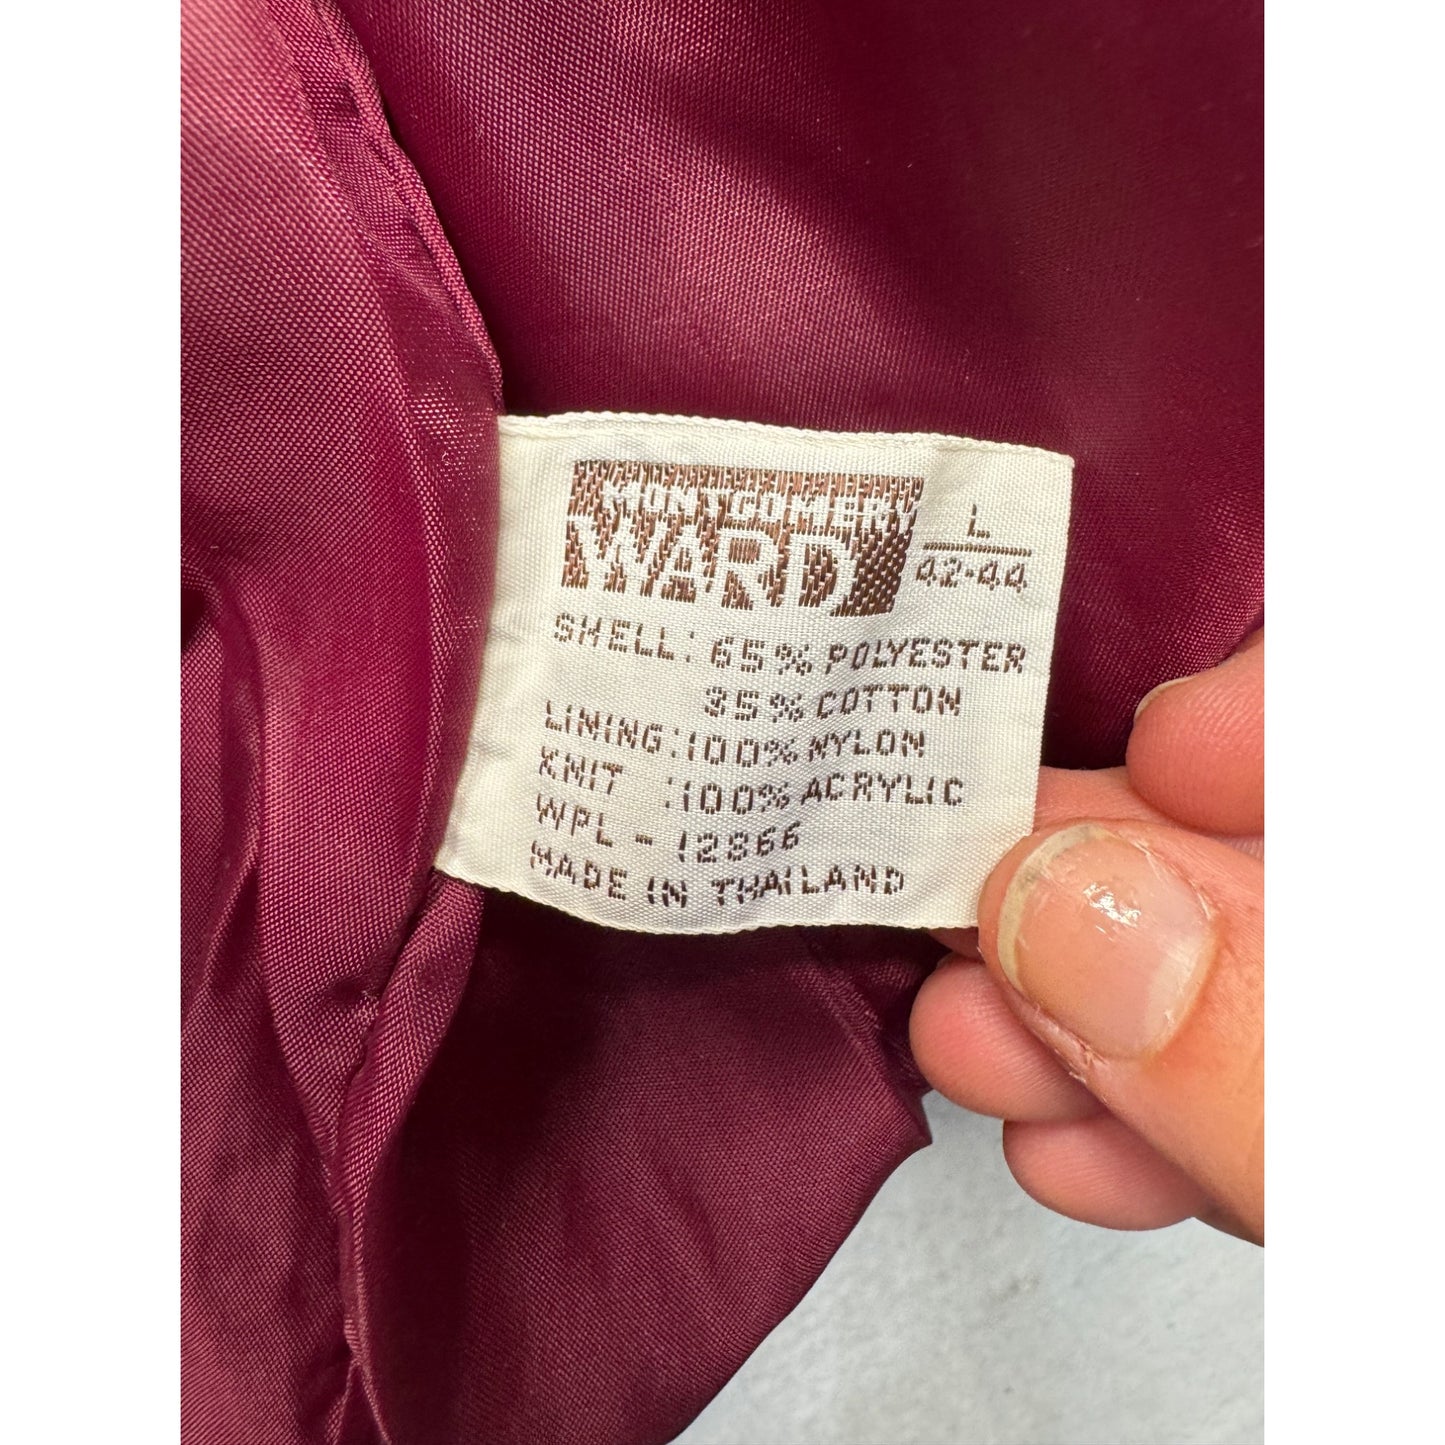 MONTGOMERY
WARD
L
42-44
SHELL: 65% POLYESTER
35% COTTON
LINING: 100% NYLON
KNIT : 100% ACRYLIC
WPL - 12866
MADE IN THAILAND